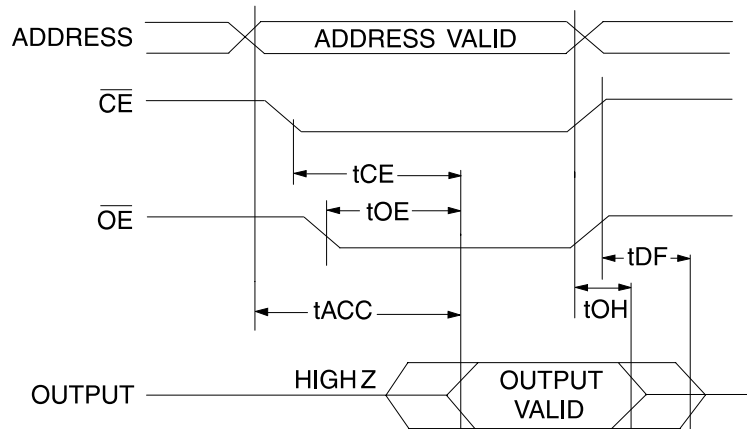 ADDRESS
ADDRESS VALID
CE
tCE
tOE
OE
tDF
tACC
tOH
HIGH Z
OUTPUT
OUTPUT
VALID